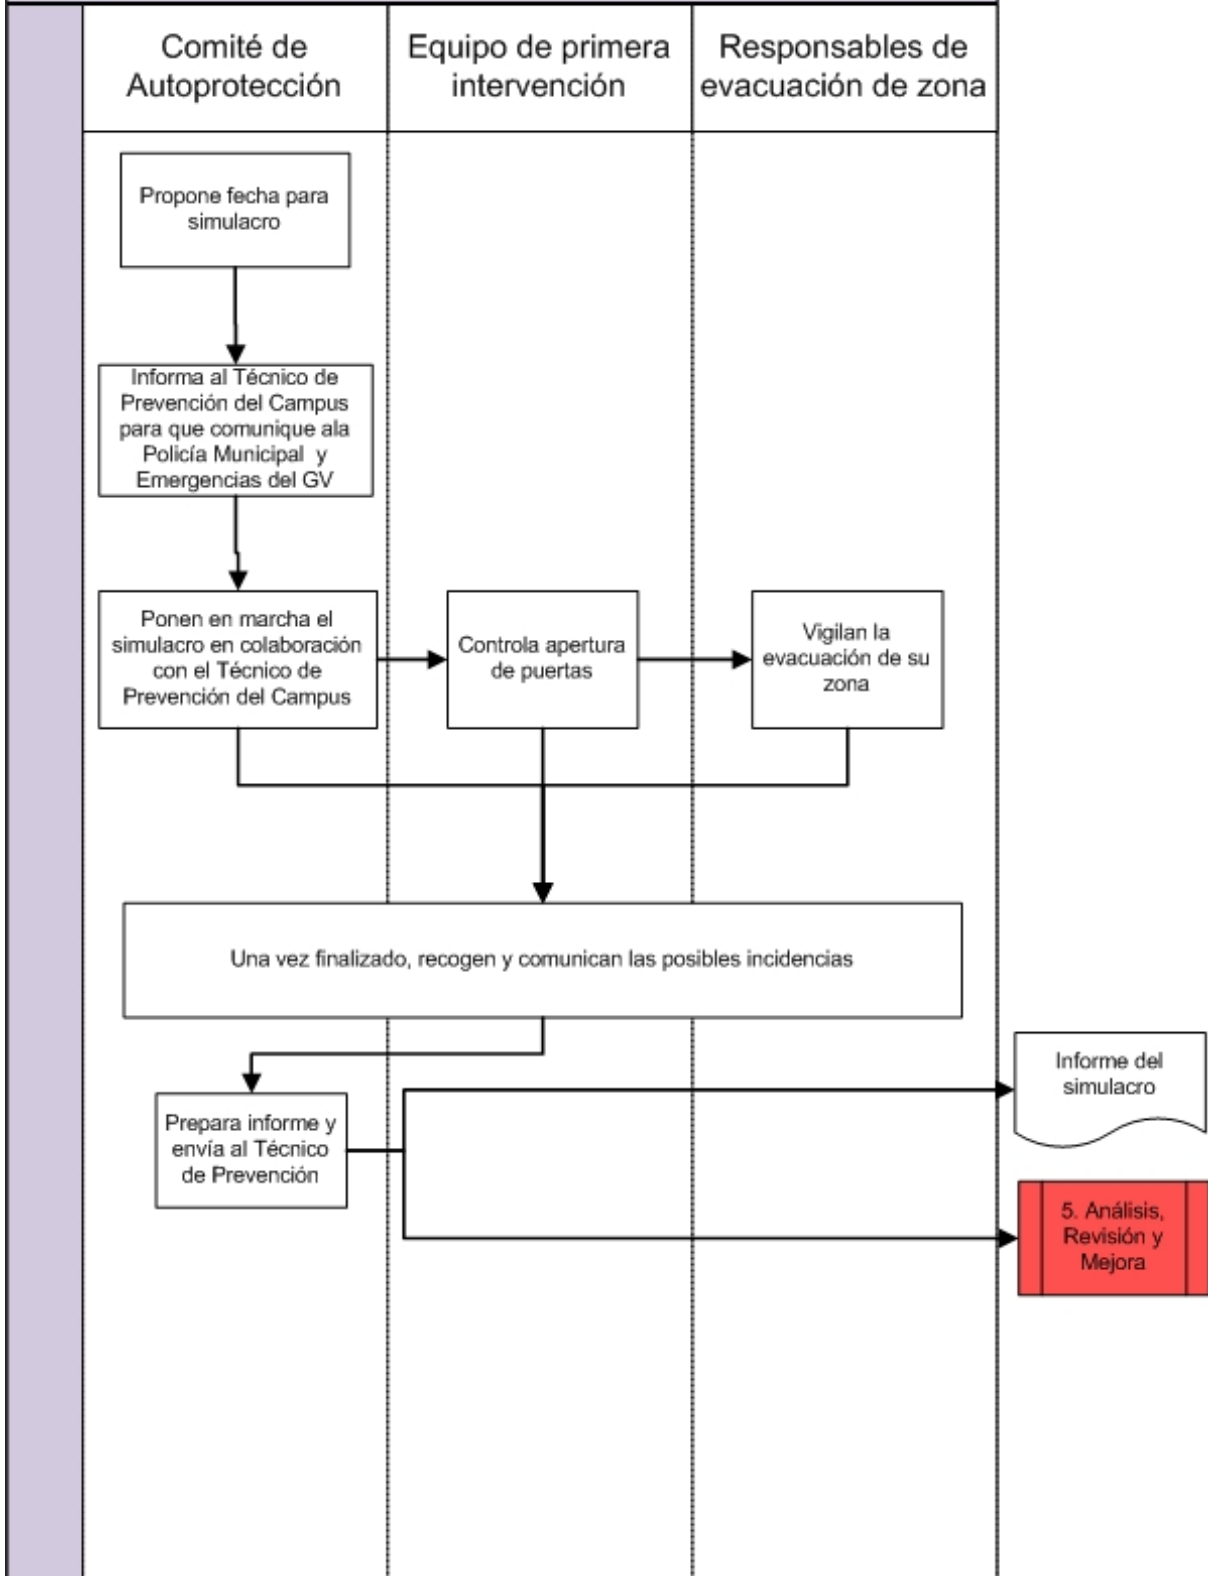 Comité de
Autoprotección
Equipo de primera
intervención
Responsables de
evacuación de zona
Propone fecha para
simulacro
Informa al Técnico de
Prevención del Campus
para que comunique ala
Policía Municipal y
Emergencias del GV
Ponen en marcha el
simulacro en colaboración
con el Técnico de
Prevención del Campus
Controla apertura
de puertas
Vigilan la
evacuación de su
zona
Una vez finalizado, recogen y comunican las posibles incidencias
Prepara informe y
envía al Técnico
de Prevención
Informe del
simulacro
5. Análisis,
Revisión y
Mejora